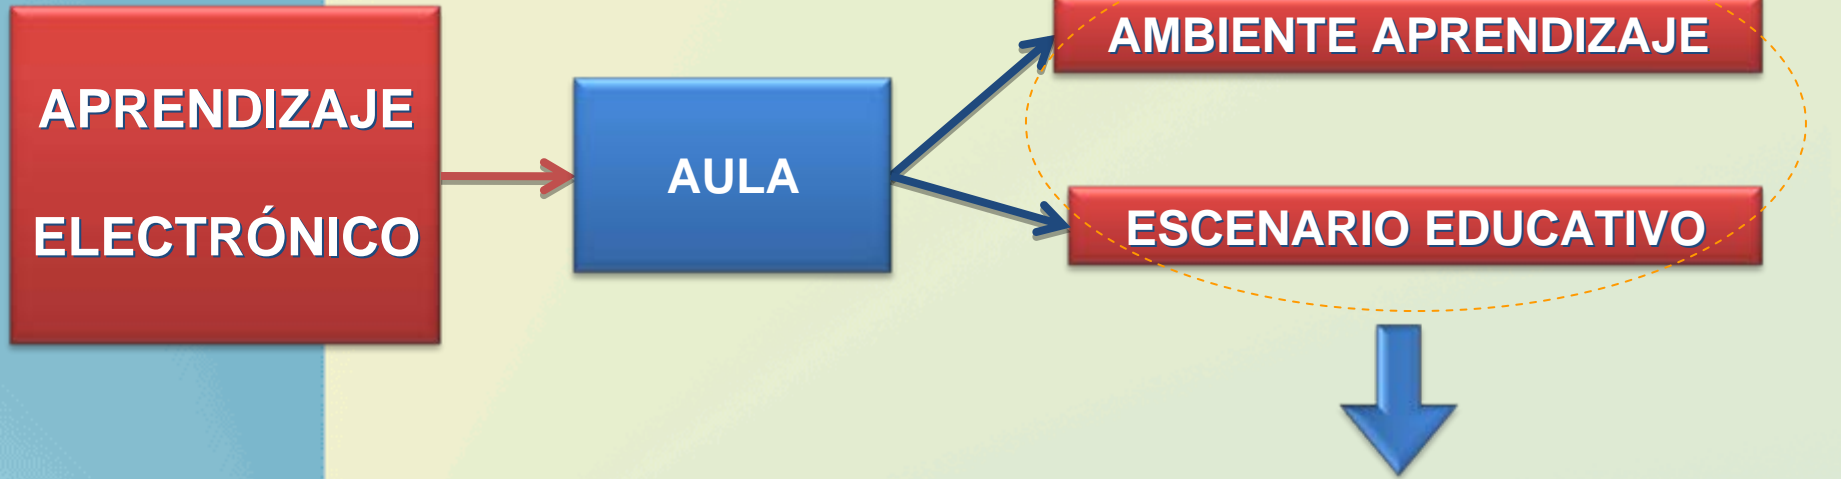 APRENDIZAJE
ELECTRÓNICO
AULA
AMBIENTE APRENDIZAJE
ESCENARIO EDUCATIVO